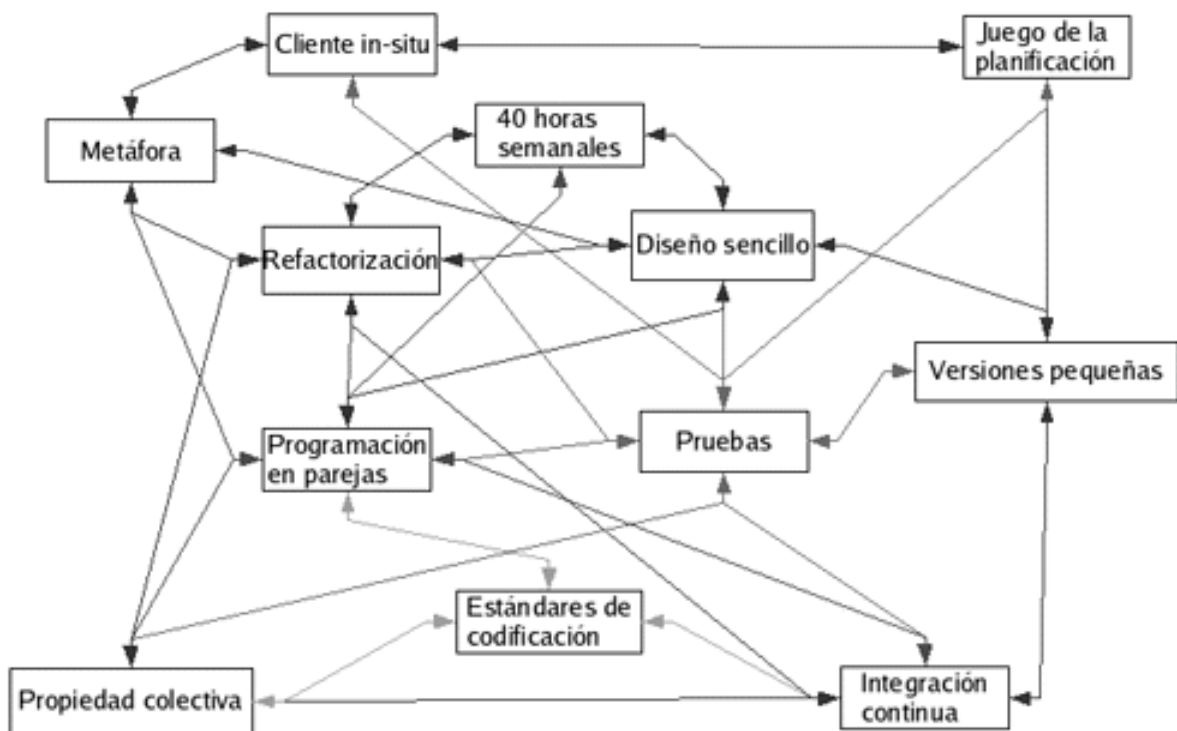 Cliente in-situ
Juego de la
planificación
40 horas
semanales
Metáfora
Refactorización
Diseño sencillo
Versiones pequeñas
Programación
en parejas
Pruebas
Estándares de
codificación
Propiedad colectiva
Integración
continua